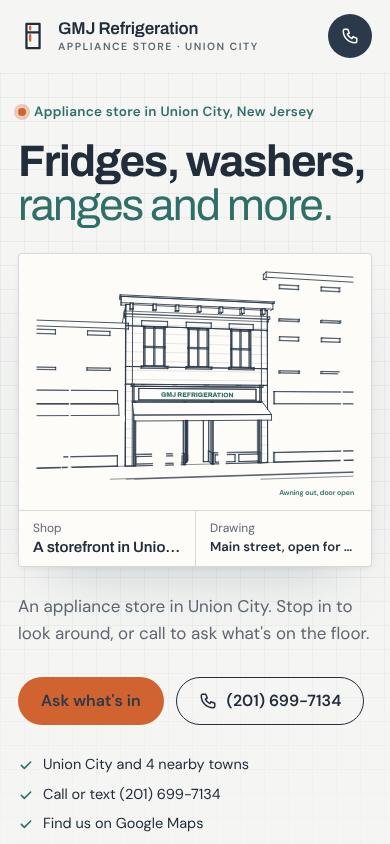 GMJ Refrigeration
APPLIANCE STORE · UNION CITY
Appliance store in Union City, New Jersey
Fridges, washers,
ranges and more.
GMJ REFRIGERATION
Awning out, door open
Shop
A storefront in Unio...
Drawing
Main street, open for ...
An appliance store in Union City. Stop in to
look around, or call to ask what's on the floor.
Ask what's in
(201) 699-7134
Union City and 4 nearby towns
Call or text (201) 699-7134
Find us on Google Maps